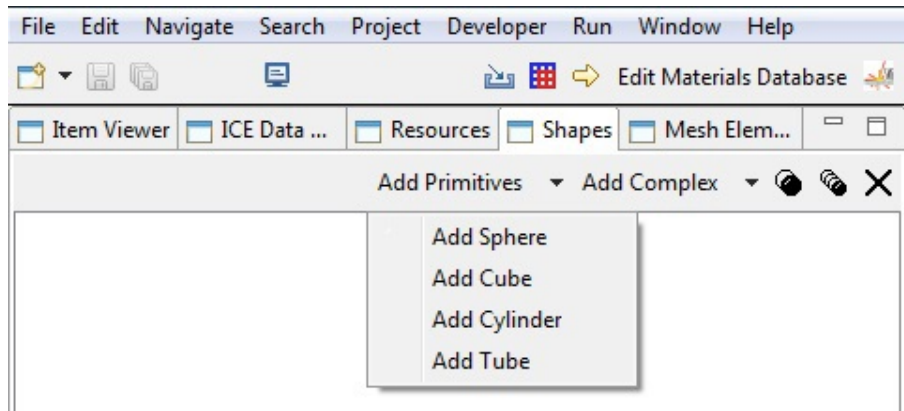 File Edit Navigate Search Project Developer Run Window Help
Edit Materials Database
Item Viewer ICE Data ... Resources Shapes Mesh Elem...
Add Primitives Add Complex
Add Sphere
Add Cube
Add Cylinder
Add Tube